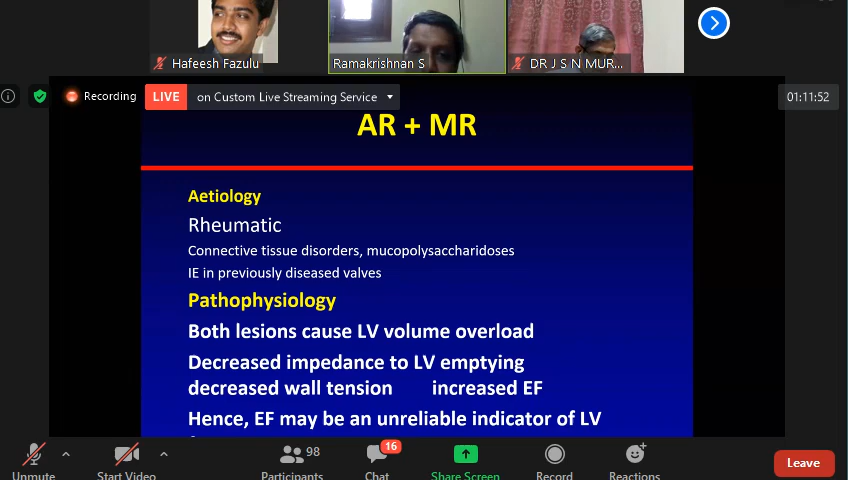 Hafeesh Fazulu
Ramakrishnan S
DR J S N MUR...
Recording
LIVE
on Custom Live Streaming Service
01:11:52
AR + MR
Aetiology
Rheumatic
Connective tissue disorders, mucopolysaccharidoses
IE in previously diseased valves
Pathophysiology
Both lesions cause LV volume overload
Decreased impedance to LV emptying
decreased wall tension increased EF
Hence, EF may be an unreliable indicator of LV
98
16
Unmute
Start Video
Participants
Chat
Share Screen
Record
Reactions
Leave